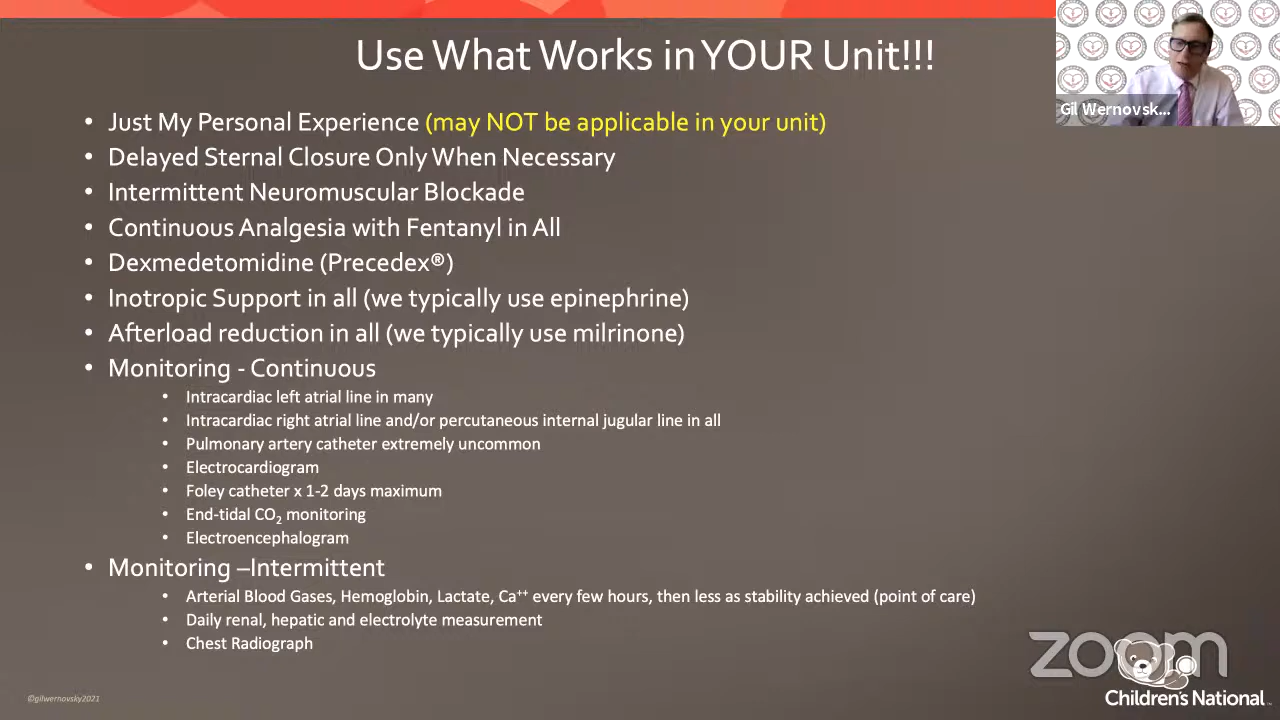 Use What Works in YOUR Unit!!!
Gil Wernovsk...
• Just My Personal Experience (may NOT be applicable in your unit)
• Delayed Sternal Closure Only When Necessary
• Intermittent Neuromuscular Blockade
• Continuous Analgesia with Fentanyl in All
• Dexmedetomidine (Precedex®)
• Inotropic Support in all (we typically use epinephrine)
• Afterload reduction in all (we typically use milrinone)
• Monitoring - Continuous
• Intracardiac left atrial line in many
• Intracardiac right atrial line and/or percutaneous internal jugular line in all
• Pulmonary artery catheter extremely uncommon
• Electrocardiogram
• Foley catheter x 1-2 days maximum
• End-tidal CO₂ monitoring
• Electroencephalogram
• Monitoring –Intermittent
• Arterial Blood Gases, Hemoglobin, Lactate, Ca⁺⁺ every few hours, then less as stability achieved (point of care)
• Daily renal, hepatic and electrolyte measurement
• Chest Radiograph
zoom
Children's National™
©gilwernovsky2021